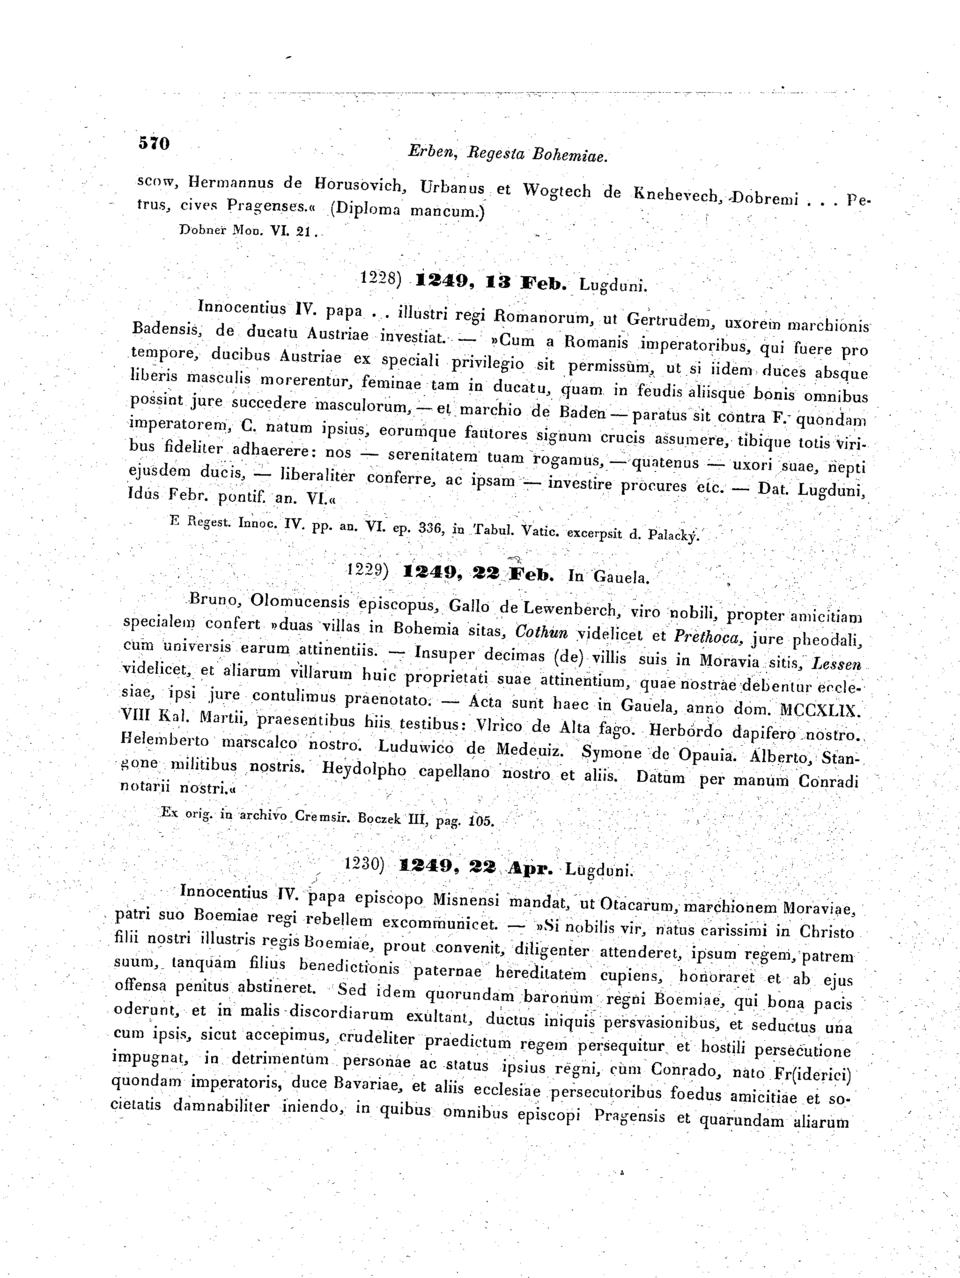 570
Erben, Regesta Bohemiae.
scow, Hermannus de Horusovich, Urbanus et Wogtech de Knehevech, Dobremi . . . Pe-
trus, cives Pragenses.« (Diploma mancum.)
Dobner Mon. VI. 21.
1228) 1249, 13 Feb. Lugduni.
Innocentius IV. papa . . illustri regi Romanorum, ut Gertrudem, uxorem marchionis
Badensis, de ducatu Austriae investiat. — »Cum a Romanis imperatoribus, qui fuere pro
tempore, ducibus Austriae ex speciali privilegio sit permissum, ut si iidem duces absque
liberis masculis morerentur, feminae tam in ducatu, quam in feudis aliisque bonis omnibus
possint jure succedere masculorum, — et marchio de Baden — paratus sit contra F. quondam
imperatorem, C. natum ipsius, eorumque fautores signum crucis assumere, tibique totis viri-
bus fideliter adhaerere: nos — serenitatem tuam rogamus, — quatenus — uxori suae, nepti
ejusdem ducis, — liberaliter conferre, ac ipsam — investire procures etc. — Dat. Lugduni,
Idus Febr. pontif. an. VI.«
E Regest. Innoc. IV. pp. an. VI. ep. 336, in Tabul. Vatic. excerpsit d. Palacký.
1229) 1249, 22 Feb. In Gauela.
Bruno, Olomucensis episcopus, Gallo de Lewenberch, viro nobili, propter amicitiam
specialem confert »duas villas in Bohemia sitas, Cothun videlicet et Prethoca, jure pheodali,
cum universis earum attinentiis. — Insuper decimas (de) villis suis in Moravia sitis, Lessen
videlicet, et aliarum villarum huic proprietati suae attinentium, quae nostrae debentur eccle-
siae, ipsi jure contulimus praenotato. — Acta sunt haec in Gauela, anno dom. MCCXLIX.
VIII Kal. Martii, praesentibus hiis testibus: Vlrico de Alta fago. Herbordo dapifero nostro.
Helemberto marscalco nostro. Luduwico de Medeuiz. Symone de Opauia. Alberto, Stan-
gone militibus nostris. Heydolpho capellano nostro et aliis. Datum per manum Conradi
notarii nostri.«
Ex orig. in archivo Cremsir. Boczek III, pag. 105.
1230) 1249, 22 Apr. Lugduni.
Innocentius IV. papa episcopo Misnensi mandat, ut Otacarum, marchionem Moraviae,
patri suo Boemiae regi rebellem excommunicet. — »Si nobilis vir, natus carissimi in Christo
filii nostri illustris regis Boemiae, prout convenit, diligenter attenderet, ipsum regem, patrem
suum, tanquam filius benedictionis paternae hereditatem cupiens, honoraret et ab ejus
offensa penitus abstineret. Sed idem quorundam baronum regni Boemiae, qui bona pacis
oderunt, et in malis discordiarum exultant, ductus iniquis persvasionibus, et seductus una
cum ipsis, sicut accepimus, crudeliter praedictum regem persequitur et hostili persecutione
impugnat, in detrimentum personae ac status ipsius regni, cum Conrado, nato Fr(iderici)
quondam imperatoris, duce Bavariae, et aliis ecclesiae persecutoribus foedus amicitiae et so-
cietatis damnabiliter iniendo, in quibus omnibus episcopi Pragensis et quarundam aliarum